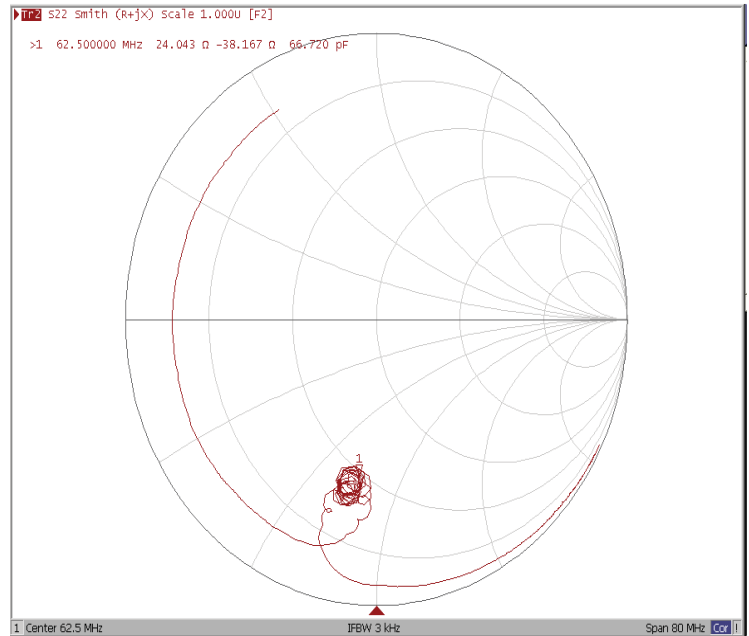 Tr2 S22 Smith (R+jX) Scale 1.000U [F2]
>1 62.500000 MHz 24.043 Ω -38.167 Ω 66.720 pF
1
1 Center 62.5 MHz IFBW 3 kHz Span 80 MHz Cor !